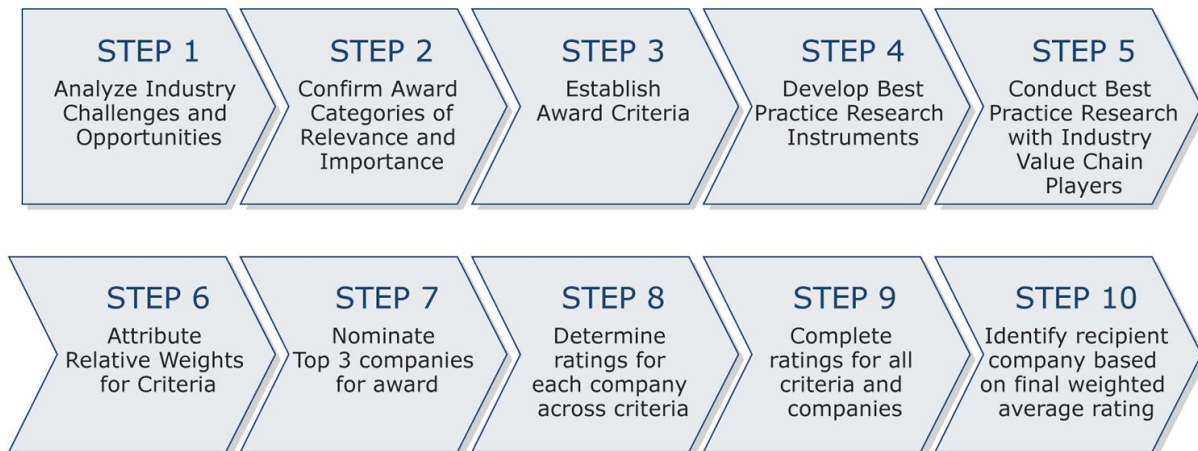 STEP 1
Analyze Industry
Challenges and
Opportunities
STEP 2
Confirm Award
Categories of
Relevance and
Importance
STEP 3
Establish
Award Criteria
STEP 4
Develop Best
Practice Research
Instruments
STEP 5
Conduct Best
Practice Research
with Industry
Value Chain
Players
STEP 6
Attribute
Relative Weights
for Criteria
STEP 7
Nominate
Top 3 companies
for award
STEP 8
Determine
ratings for
each company
across criteria
STEP 9
Complete
ratings for all
criteria and
companies
STEP 10
Identify recipient
company based
on final weighted
average rating